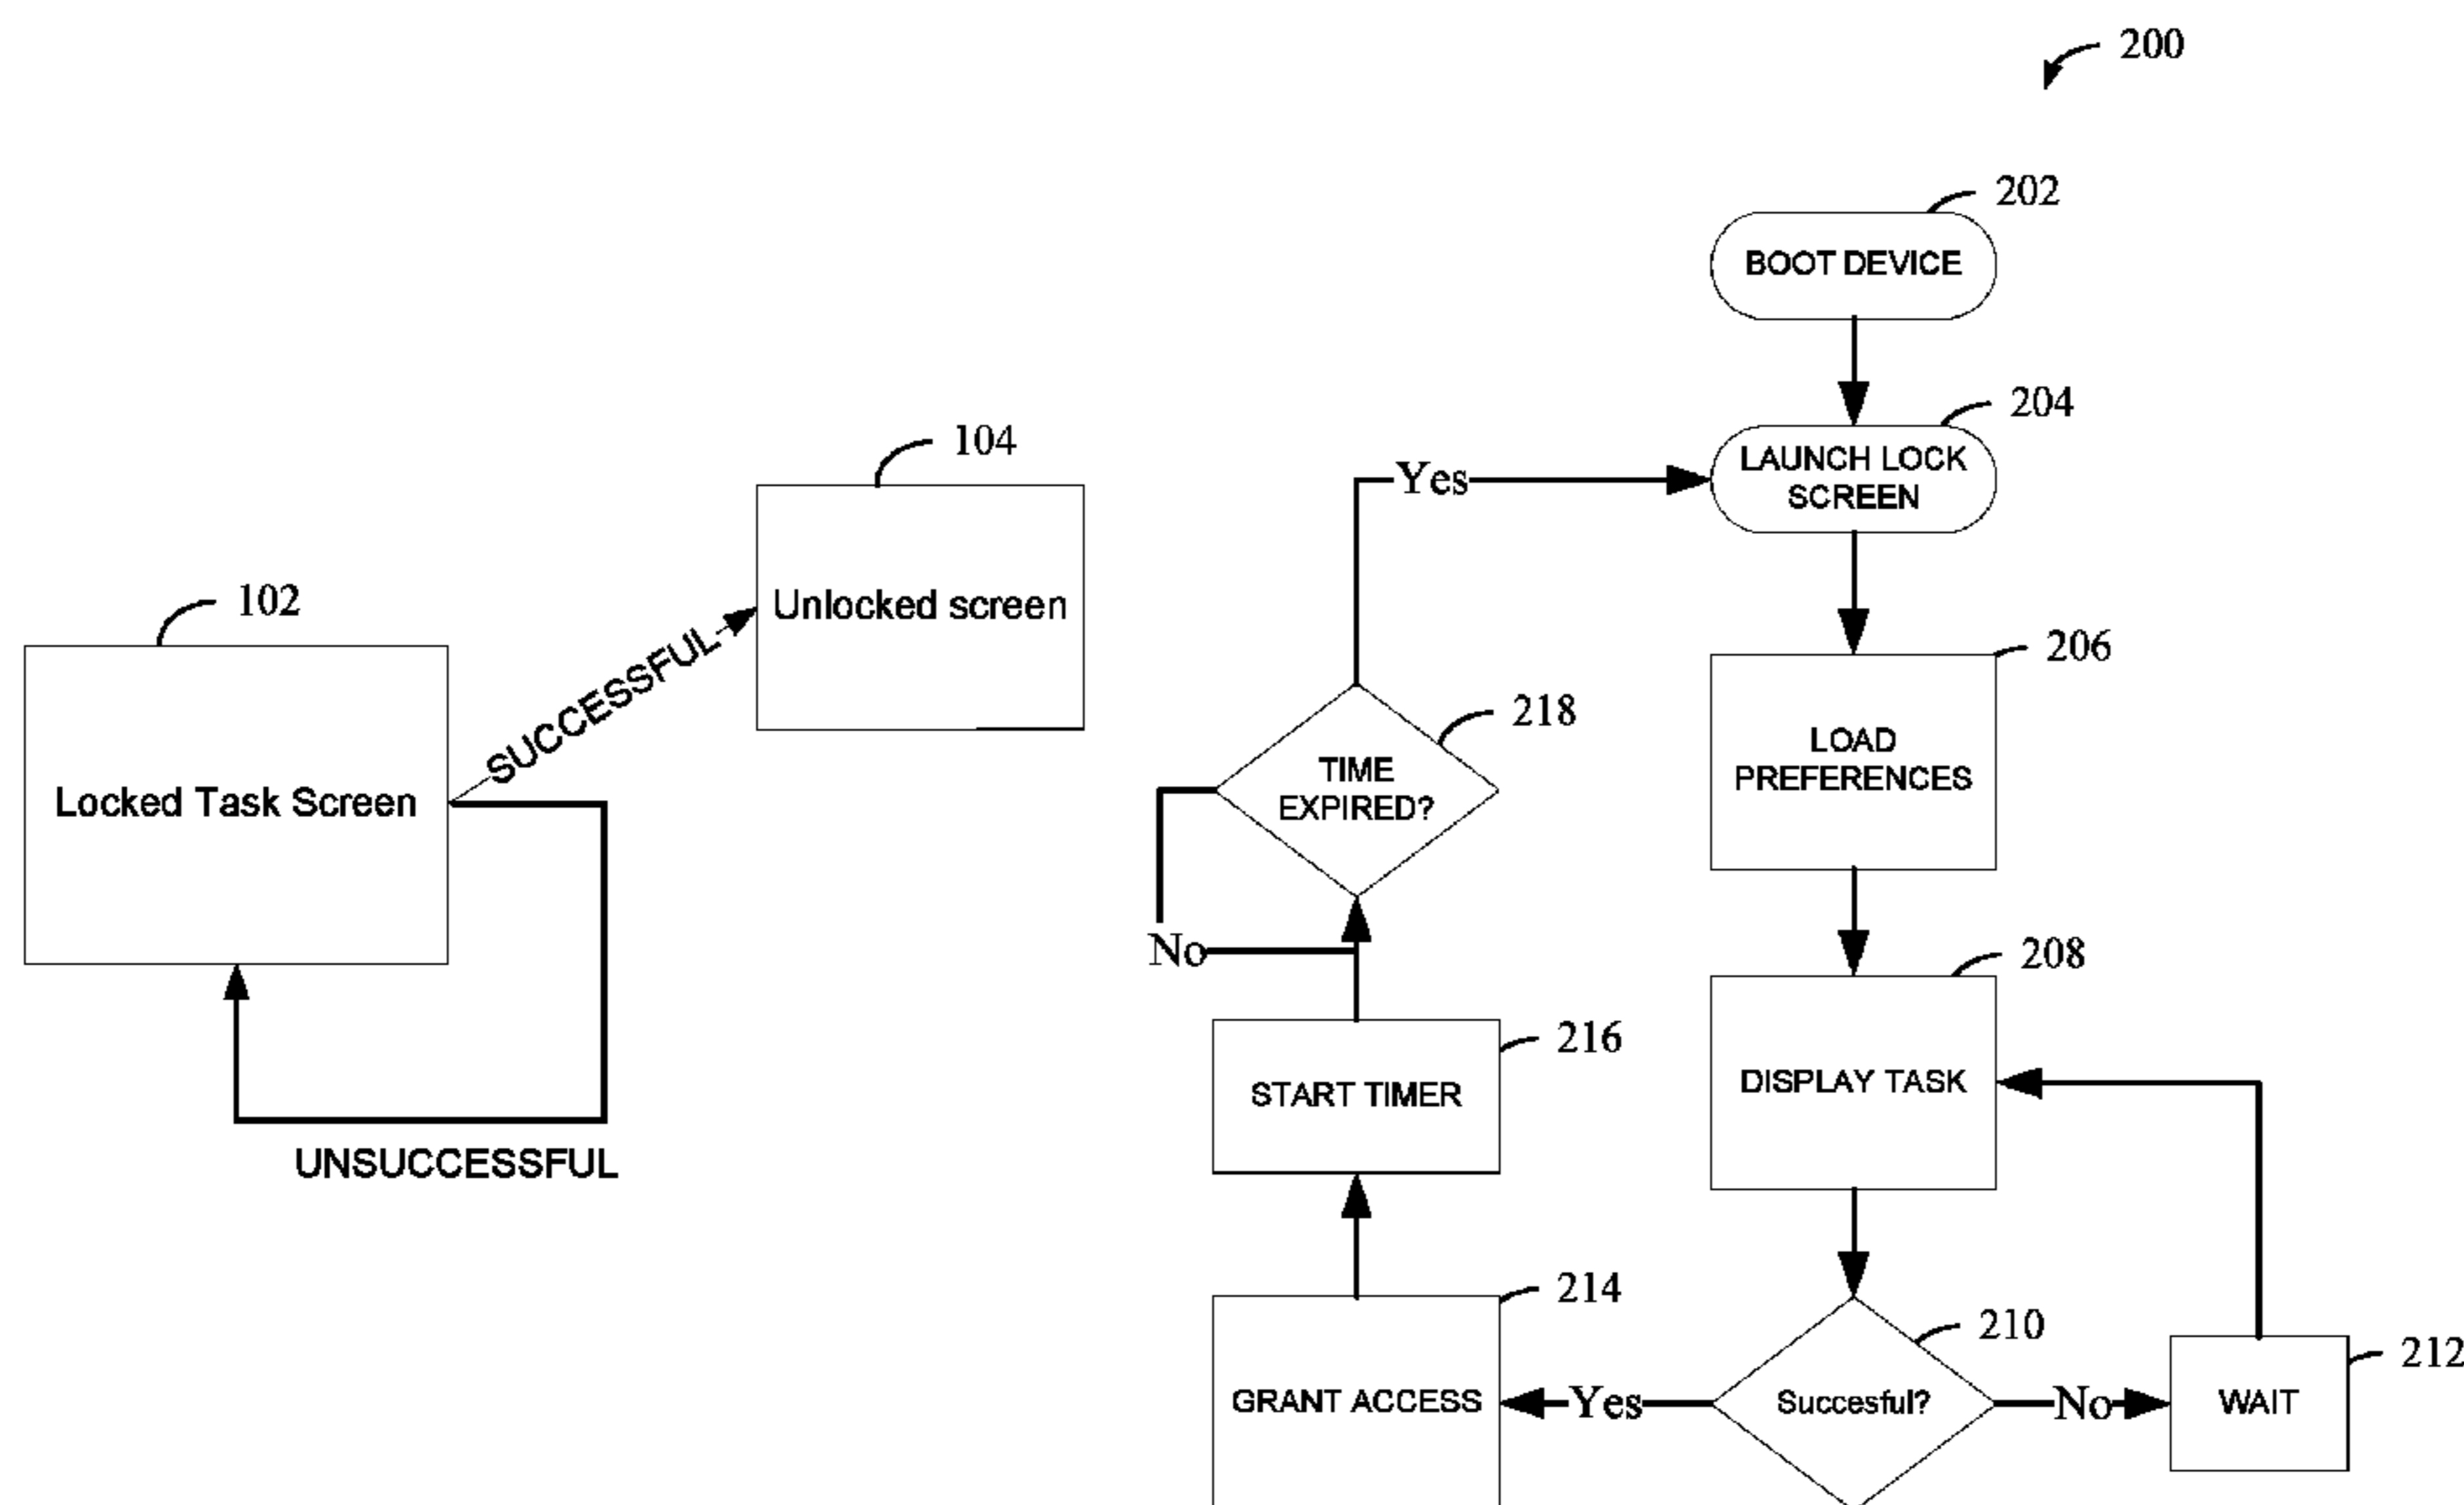 200
202
BOOT DEVICE
204
LAUNCH LOCK
SCREEN
Yes
104
Unlocked screen
102
Locked Task Screen
SUCCESSFUL
UNSUCCESSFUL
206
LOAD
PREFERENCES
218
TIME
EXPIRED?
No
208
DISPLAY TASK
216
START TIMER
214
GRANT ACCESS
Yes
210
Succesful?
No
212
WAIT